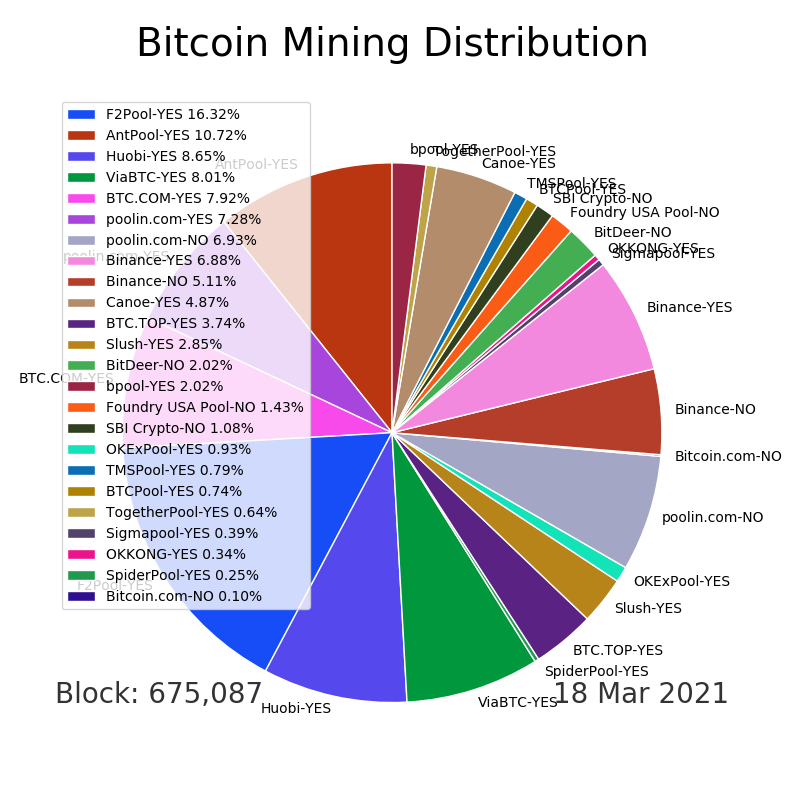 Bitcoin Mining Distribution
F2Pool-YES 16.32%
AntPool-YES 10.72%
Huobi-YES 8.65%
ViaBTC-YES 8.01%
BTC.COM-YES 7.92%
poolin.com-YES 7.28%
poolin.com-NO 6.93%
Binance-YES 6.88%
Binance-NO 5.11%
Canoe-YES 4.87%
BTC.TOP-YES 3.74%
Slush-YES 2.85%
BitDeer-NO 2.02%
bpool-YES 2.02%
Foundry USA Pool-NO 1.43%
SBI Crypto-NO 1.08%
OKExPool-YES 0.93%
TMSPool-YES 0.79%
BTCPool-YES 0.74%
TogetherPool-YES 0.64%
Sigmapool-YES 0.39%
OKKONG-YES 0.34%
SpiderPool-YES 0.25%
Bitcoin.com-NO 0.10%
bpool-YES
TogetherPool-YES
Canoe-YES
TMSPool-YES
BTCPool-YES
SBI Crypto-NO
Foundry USA Pool-NO
BitDeer-NO
OKKONG-YES
Sigmapool-YES
Binance-YES
Binance-NO
Bitcoin.com-NO
poolin.com-NO
OKExPool-YES
Slush-YES
BTC.TOP-YES
SpiderPool-YES
ViaBTC-YES
Huobi-YES
F2Pool-YES
BTC.COM-YES
poolin.com-YES
AntPool-YES
Block: 675,087
18 Mar 2021